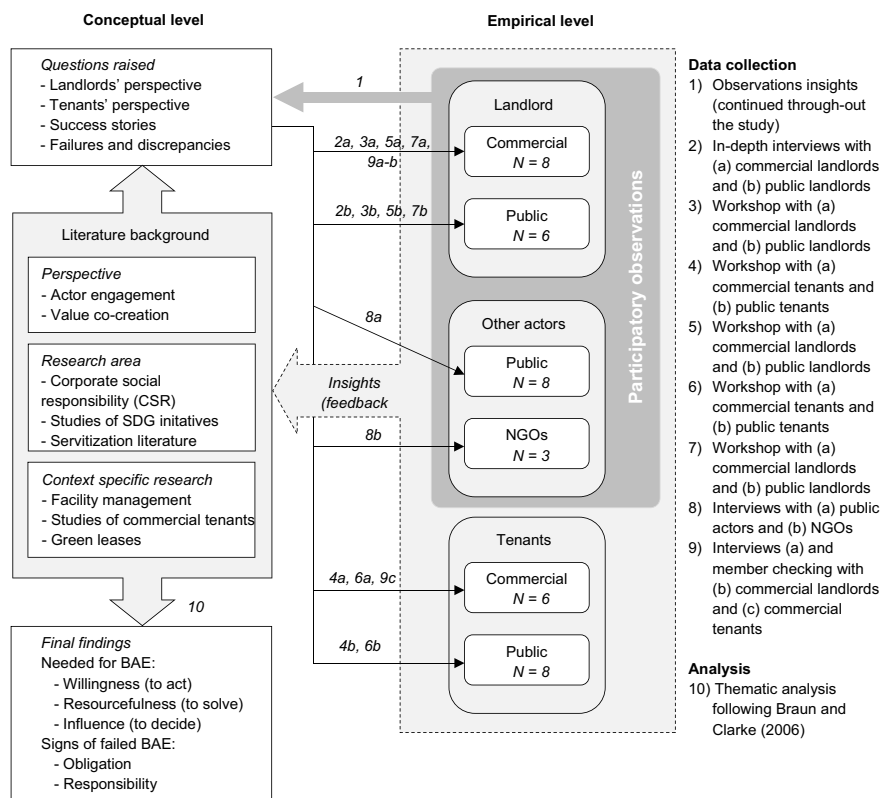 Conceptual level
Questions raised
- Landlords' perspective
- Tenants' perspective
- Success stories
- Failures and discrepancies
Literature background
Perspective
- Actor engagement
- Value co-creation
Research area
- Corporate social
responsibility (CSR)
- Studies of SDG initatives
- Servitization literature
Context specific research
- Facility management
- Studies of commercial tenants
- Green leases
10
Final findings
Needed for BAE:
- Willingness (to act)
- Resourcefulness (to solve)
- Influence (to decide)
Signs of failed BAE:
- Obligation
- Responsibility
Empirical level
1
2a, 3a, 5a, 7a,
9a-b
2b, 3b, 5b, 7b
8a
Insights
(feedback
8b
4a, 6a, 9c
4b, 6b
Landlord
Commercial
N = 8
Public
N = 6
Other actors
Public
N = 8
NGOs
N = 3
Participatory observations
Tenants
Commercial
N = 6
Public
N = 8
Data collection
1) Observations insights
(continued through-out
the study)
2) In-depth interviews with
(a) commercial landlords
and (b) public landlords
3) Workshop with (a)
commercial landlords
and (b) public landlords
4) Workshop with (a)
commercial tenants and
(b) public tenants
5) Workshop with (a)
commercial landlords
and (b) public landlords
6) Workshop with (a)
commercial tenants and
(b) public tenants
7) Workshop with (a)
commercial landlords
and (b) public landlords
8) Interviews with (a) public
actors and (b) NGOs
9) Interviews (a) and
member checking with
(b) commercial landlords
and (c) commercial
tenants
Analysis
10) Thematic analysis
following Braun and
Clarke (2006)